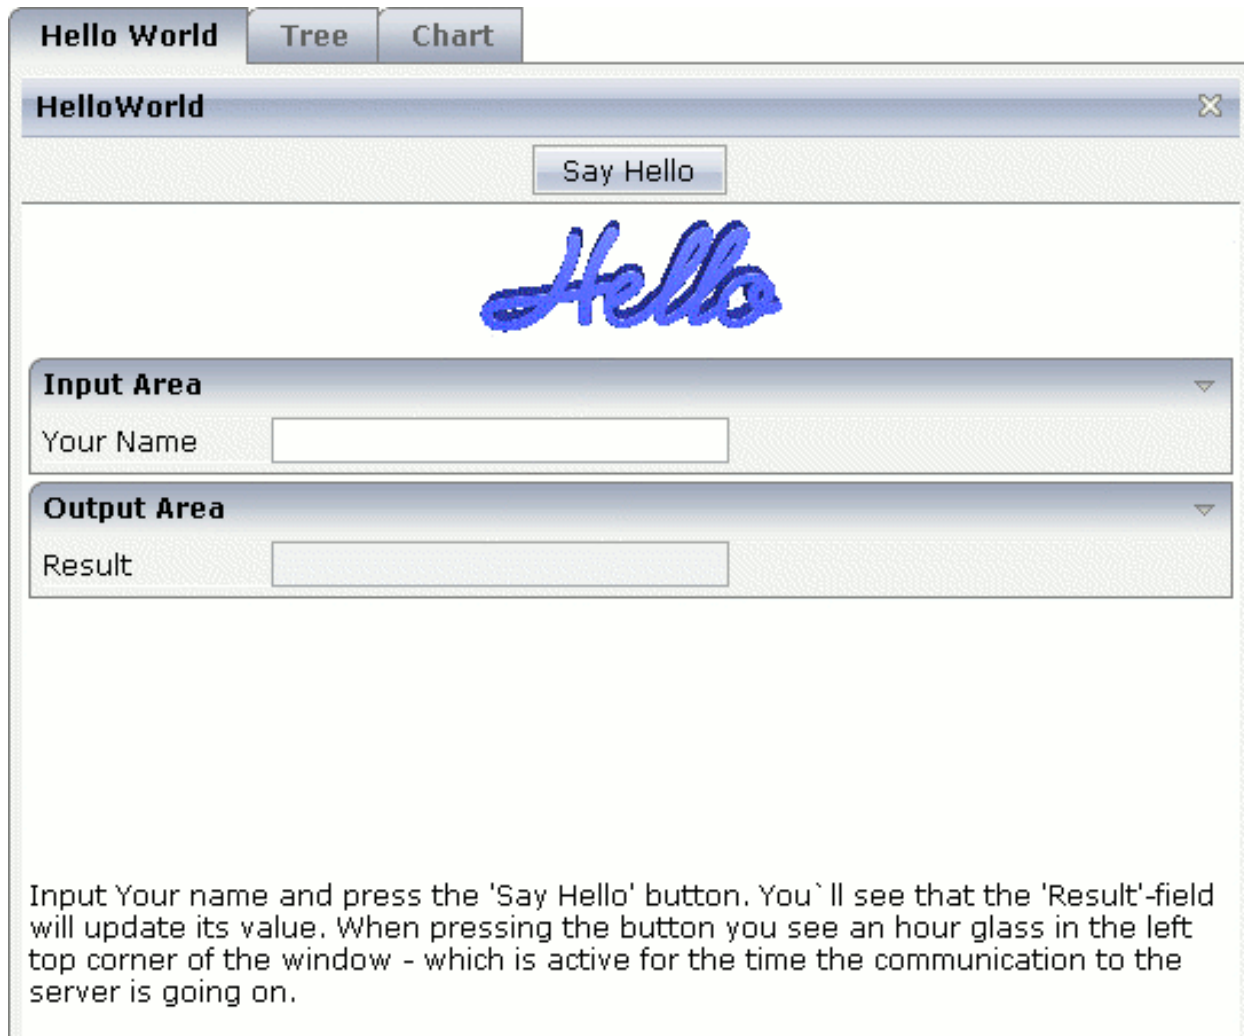 Hello World Tree Chart
HelloWorld
Say Hello
Hello
Input Area
Your Name
Output Area
Result
Input Your name and press the 'Say Hello' button. You`ll see that the 'Result'-field
will update its value. When pressing the button you see an hour glass in the left
top corner of the window - which is active for the time the communication to the
server is going on.